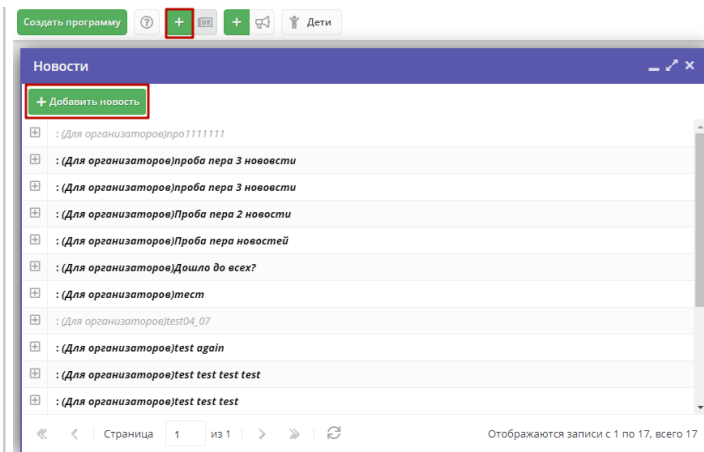 Создать программу Дети
Новости
Добавить новость
: (Для организаторов)про1111111
: (Для организаторов)проба пера 3 нововсти
: (Для организаторов)проба пера 3 нововсти
: (Для организаторов)Проба пера 2 новости
: (Для организаторов)Проба пера новостей
: (Для организаторов)Дошло до всех?
: (Для организаторов)тест
: (Для организаторов)test04_07
: (Для организаторов)test again
: (Для организаторов)test test test test
: (Для организаторов)test test test
Страница 1 из 1 Отображаются записи с 1 по 17, всего 17